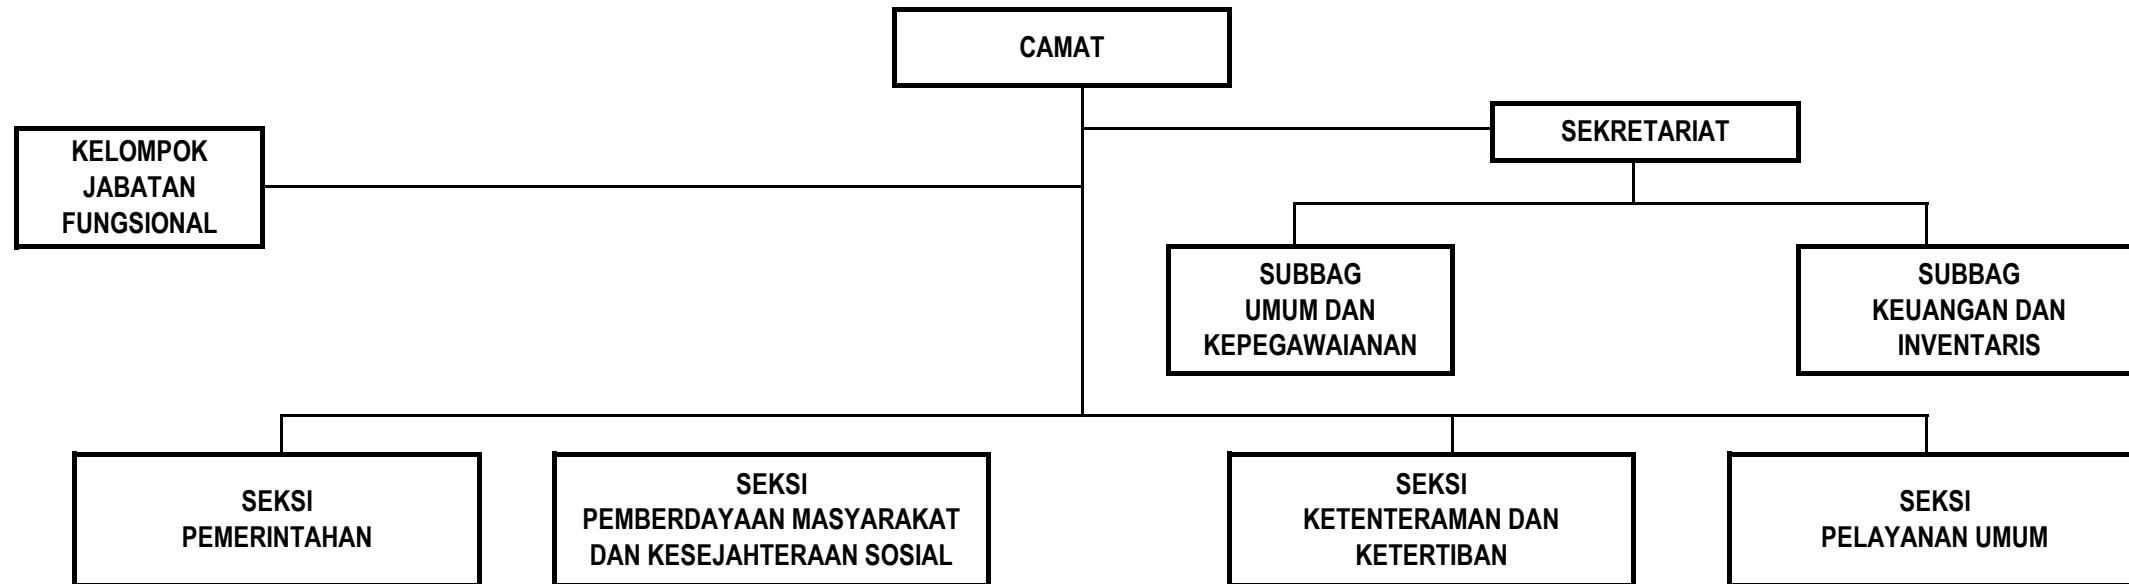 CAMAT
SEKRETARIAT
KELOMPOK
JABATAN
FUNGSIONAL
SUBBAG
UMUM DAN
KEPEGAWAIANAN
SUBBAG
KEUANGAN DAN
INVENTARIS
SEKSI
PEMERINTAHAN
SEKSI
PEMBERDAYAAN MASYARAKAT
DAN KESEJAHTERAAN SOSIAL
SEKSI
KETENTERAMAN DAN
KETERTIBAN
SEKSI
PELAYANAN UMUM